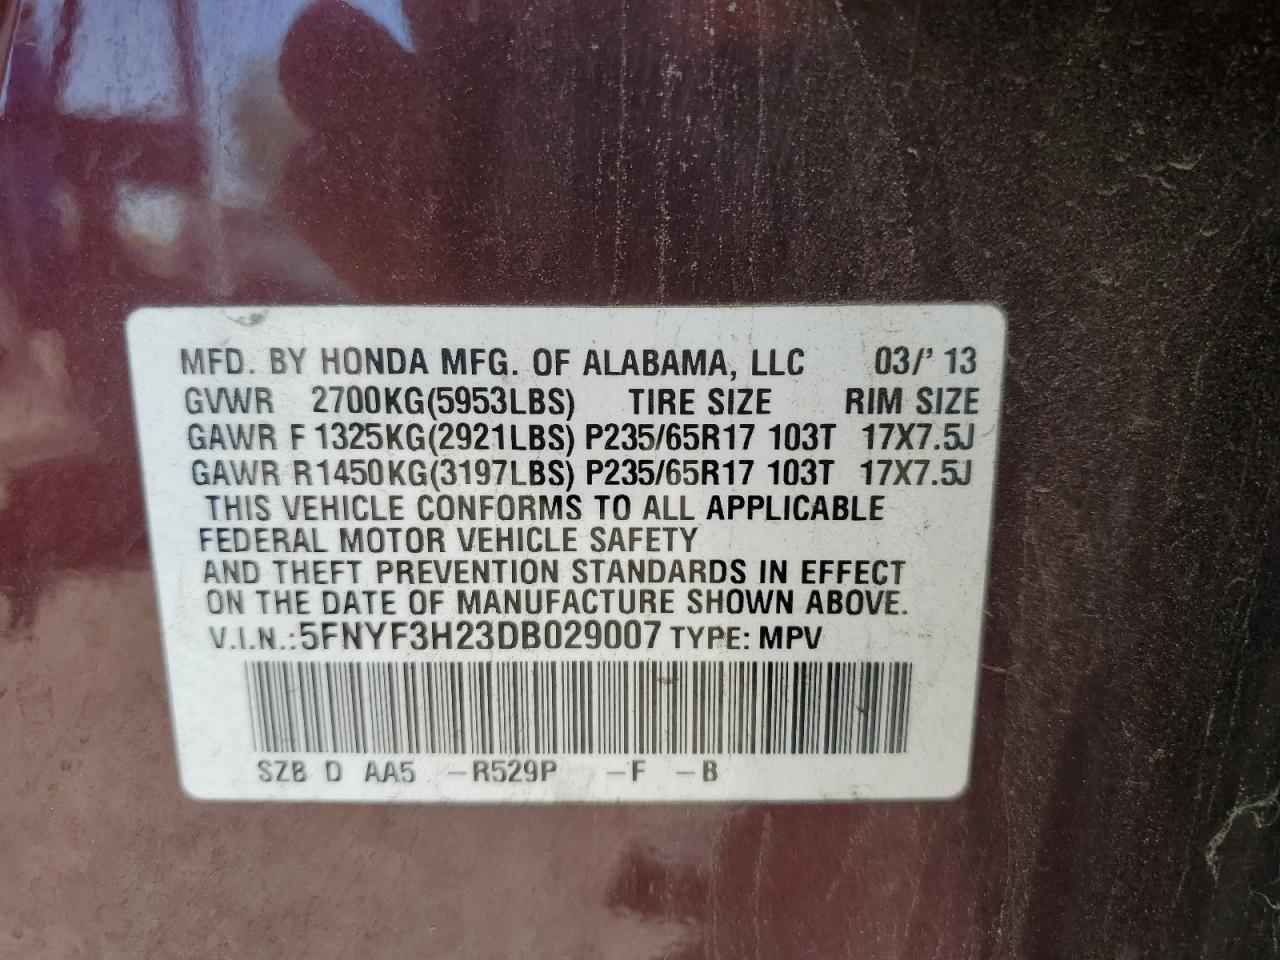 MFD. BY HONDA MFG. OF ALABAMA, LLC 03/' 13
GVWR 2700KG(5953LBS) TIRE SIZE RIM SIZE
GAWR F 1325KG(2921LBS) P235/65R17 103T 17X7.5J
GAWR R1450KG(3197LBS) P235/65R17 103T 17X7.5J
THIS VEHICLE CONFORMS TO ALL APPLICABLE
FEDERAL MOTOR VEHICLE SAFETY
AND THEFT PREVENTION STANDARDS IN EFFECT
ON THE DATE OF MANUFACTURE SHOWN ABOVE.
V.I.N.:5FNYF3H23DB029007 TYPE: MPV
SZB D AA5 -R529P -F -B